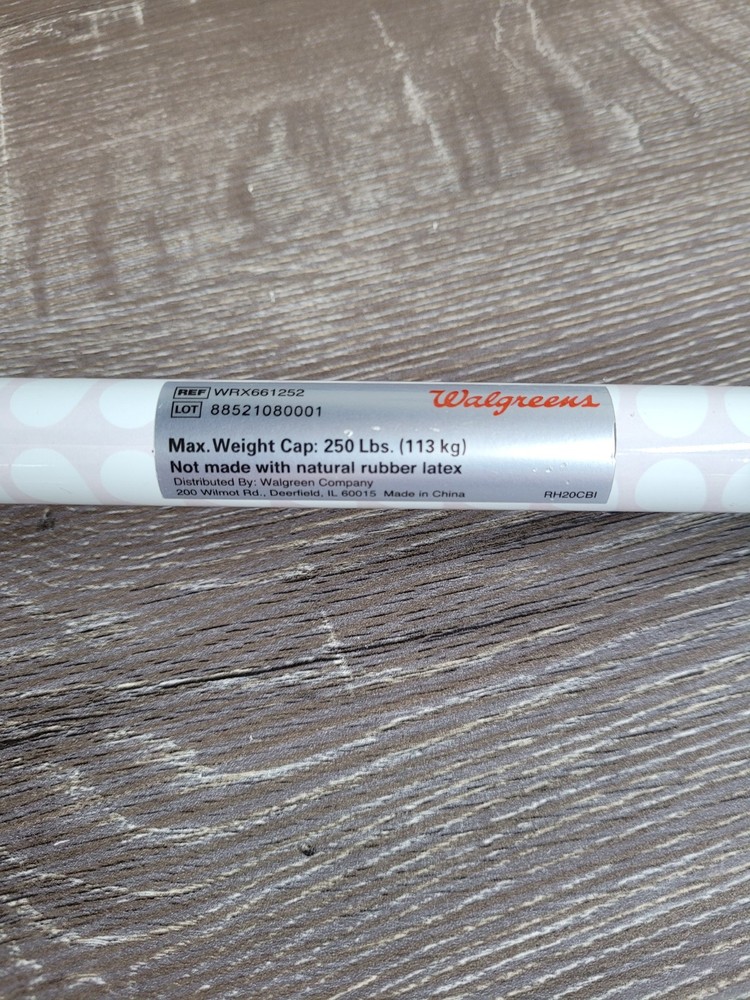 REF WRX661252
LOT 88521080001
Walgreens
Max. Weight Cap: 250 Lbs. (113 kg)
Not made with natural rubber latex
Distributed By: Walgreen Company
200 Wilmot Rd., Deerfield, IL 60015 Made in China
RH20CBI